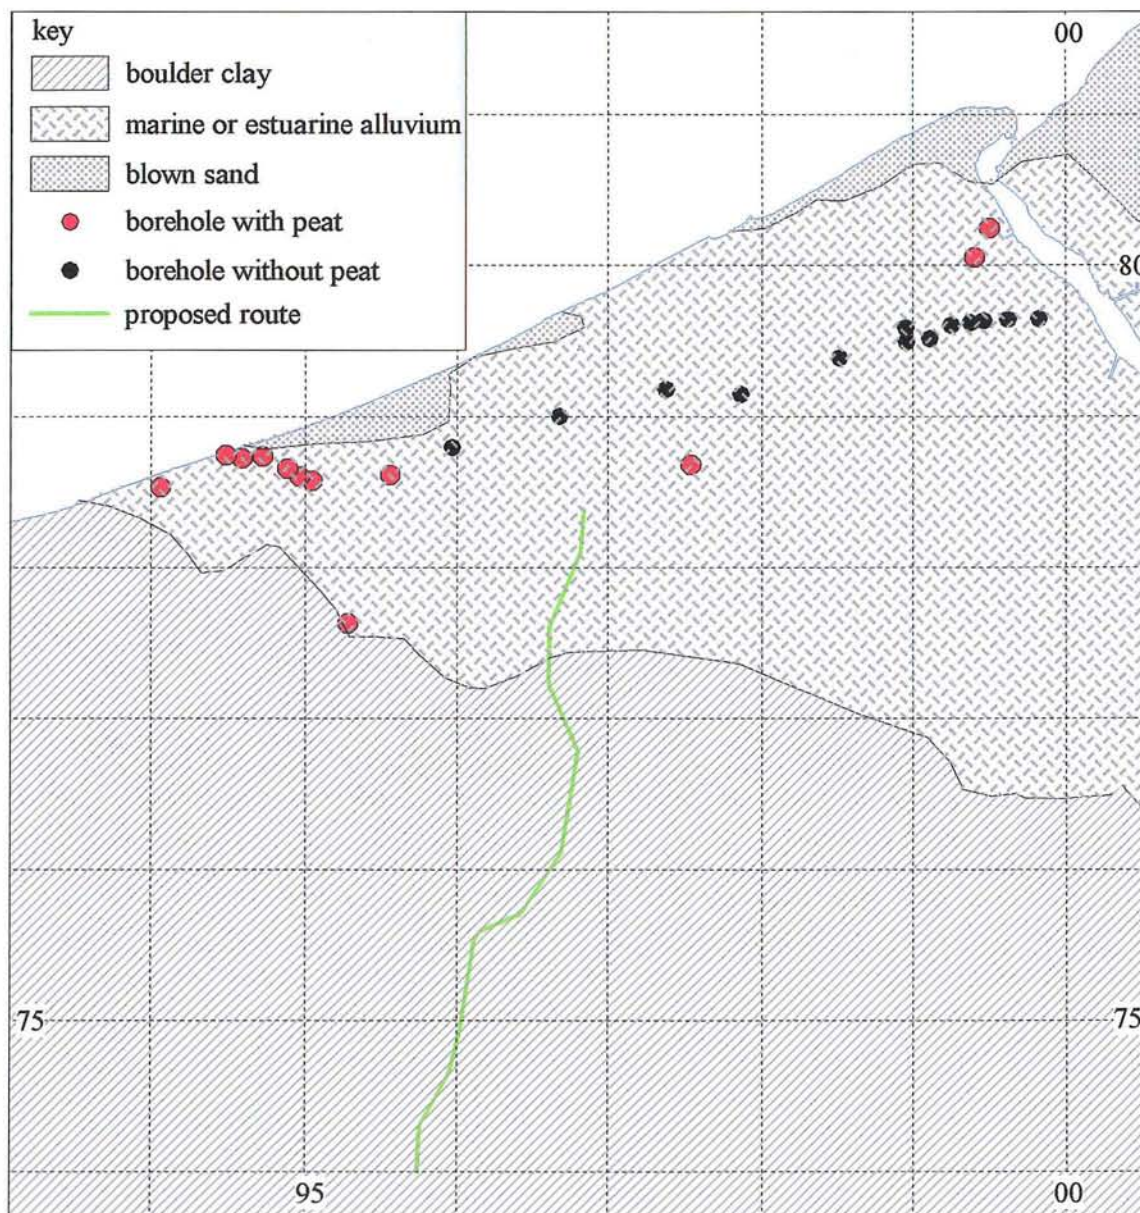 key
boulder clay
marine or estuarine alluvium
blown sand
borehole with peat
borehole without peat
proposed route
00
80
75
75
95
00